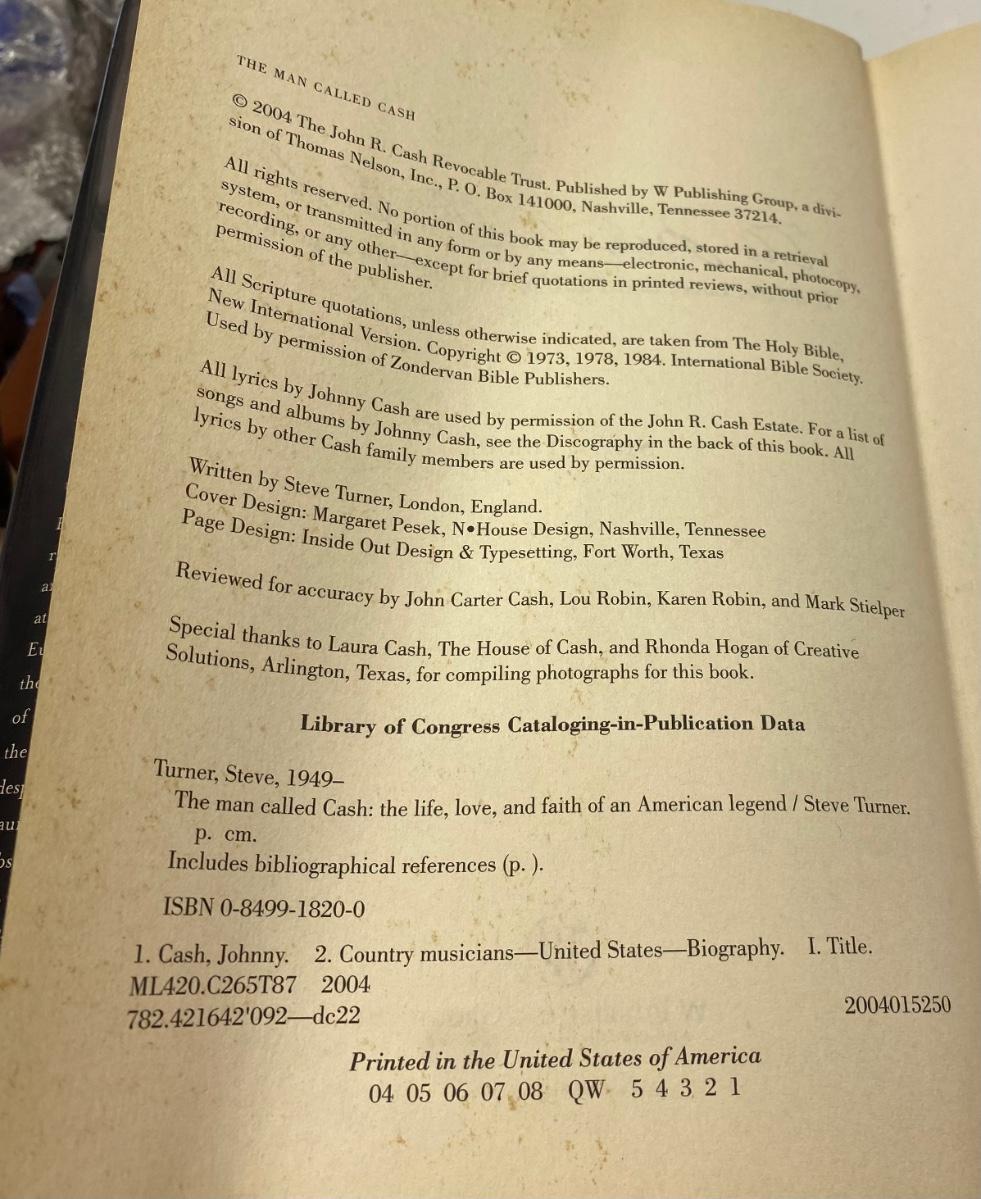 THE MAN CALLED CASH
© 2004 The John R. Cash Revocable Trust. Published by W Publishing Group, a divi-
sion of Thomas Nelson, Inc., P. O. Box 141000, Nashville, Tennessee 37214.
All rights reserved. No portion of this book may be reproduced, stored in a retrieval
system, or transmitted in any form or by any means—electronic, mechanical, photocopy,
recording, or any other—except for brief quotations in printed reviews, without prior
permission of the publisher.
All Scripture quotations, unless otherwise indicated, are taken from The Holy Bible,
New International Version. Copyright © 1973, 1978, 1984. International Bible Society.
Used by permission of Zondervan Bible Publishers.
All lyrics by Johnny Cash are used by permission of the John R. Cash Estate. For a list of
songs and albums by Johnny Cash, see the Discography in the back of this book. All
lyrics by other Cash family members are used by permission.
Written by Steve Turner, London, England.
Cover Design: Margaret Pesek, N•House Design, Nashville, Tennessee
Page Design: Inside Out Design & Typesetting, Fort Worth, Texas
Reviewed for accuracy by John Carter Cash, Lou Robin, Karen Robin, and Mark Stielper
Special thanks to Laura Cash, The House of Cash, and Rhonda Hogan of Creative
Solutions, Arlington, Texas, for compiling photographs for this book.
Library of Congress Cataloging-in-Publication Data
Turner, Steve, 1949–
The man called Cash: the life, love, and faith of an American legend / Steve Turner.
p. cm.
Includes bibliographical references (p. ).
ISBN 0-8499-1820-0
1. Cash, Johnny. 2. Country musicians—United States—Biography. I. Title.
ML420.C265T87 2004
782.421642'092—dc22
2004015250
Printed in the United States of America
04 05 06 07 08 QW 5 4 3 2 1
at
the
of
the